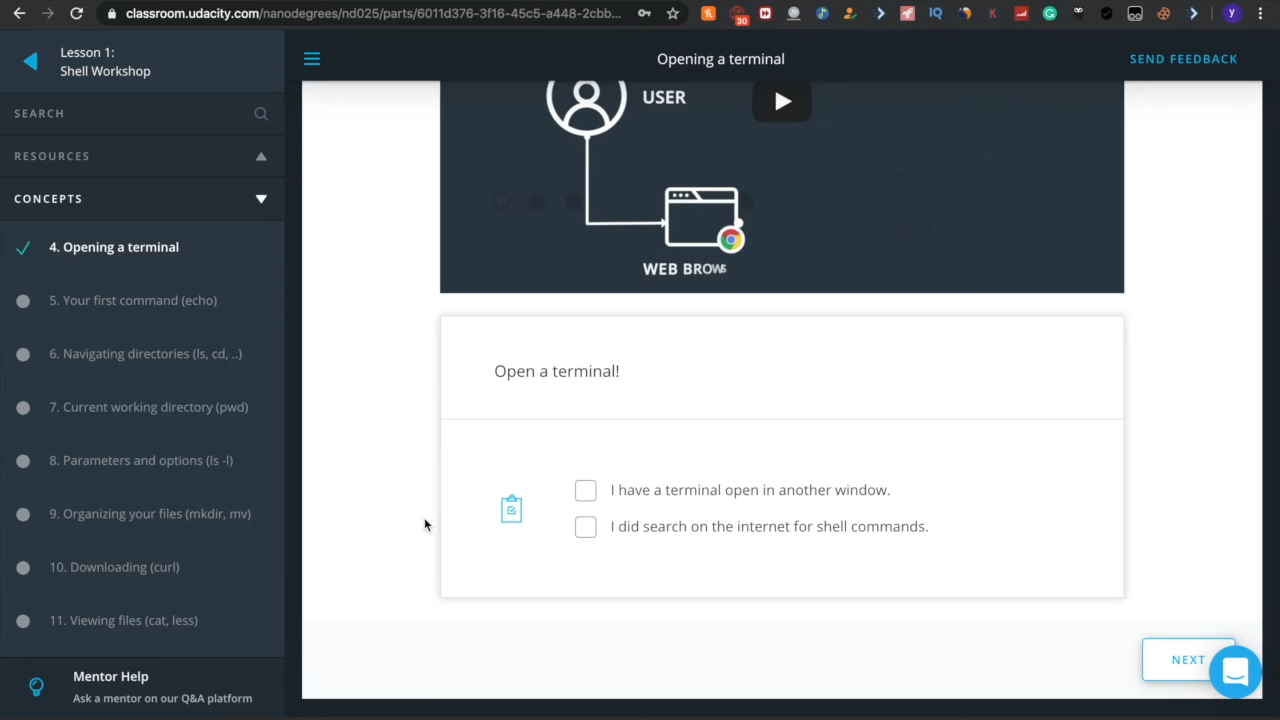 classroom.udacity.com/nanodegrees/nd025/parts/6011d376-3f16-45c5-a448-2cbb...
30
IQ
K
y
Lesson 1:
Shell Workshop
Opening a terminal
SEND FEEDBACK
SEARCH
RESOURCES
CONCEPTS
4. Opening a terminal
5. Your first command (echo)
6. Navigating directories (ls, cd, ..)
7. Current working directory (pwd)
8. Parameters and options (ls -l)
9. Organizing your files (mkdir, mv)
10. Downloading (curl)
11. Viewing files (cat, less)
Mentor Help
Ask a mentor on our Q&A platform
USER
WEB BROWS
Open a terminal!
I have a terminal open in another window.
I did search on the internet for shell commands.
NEXT